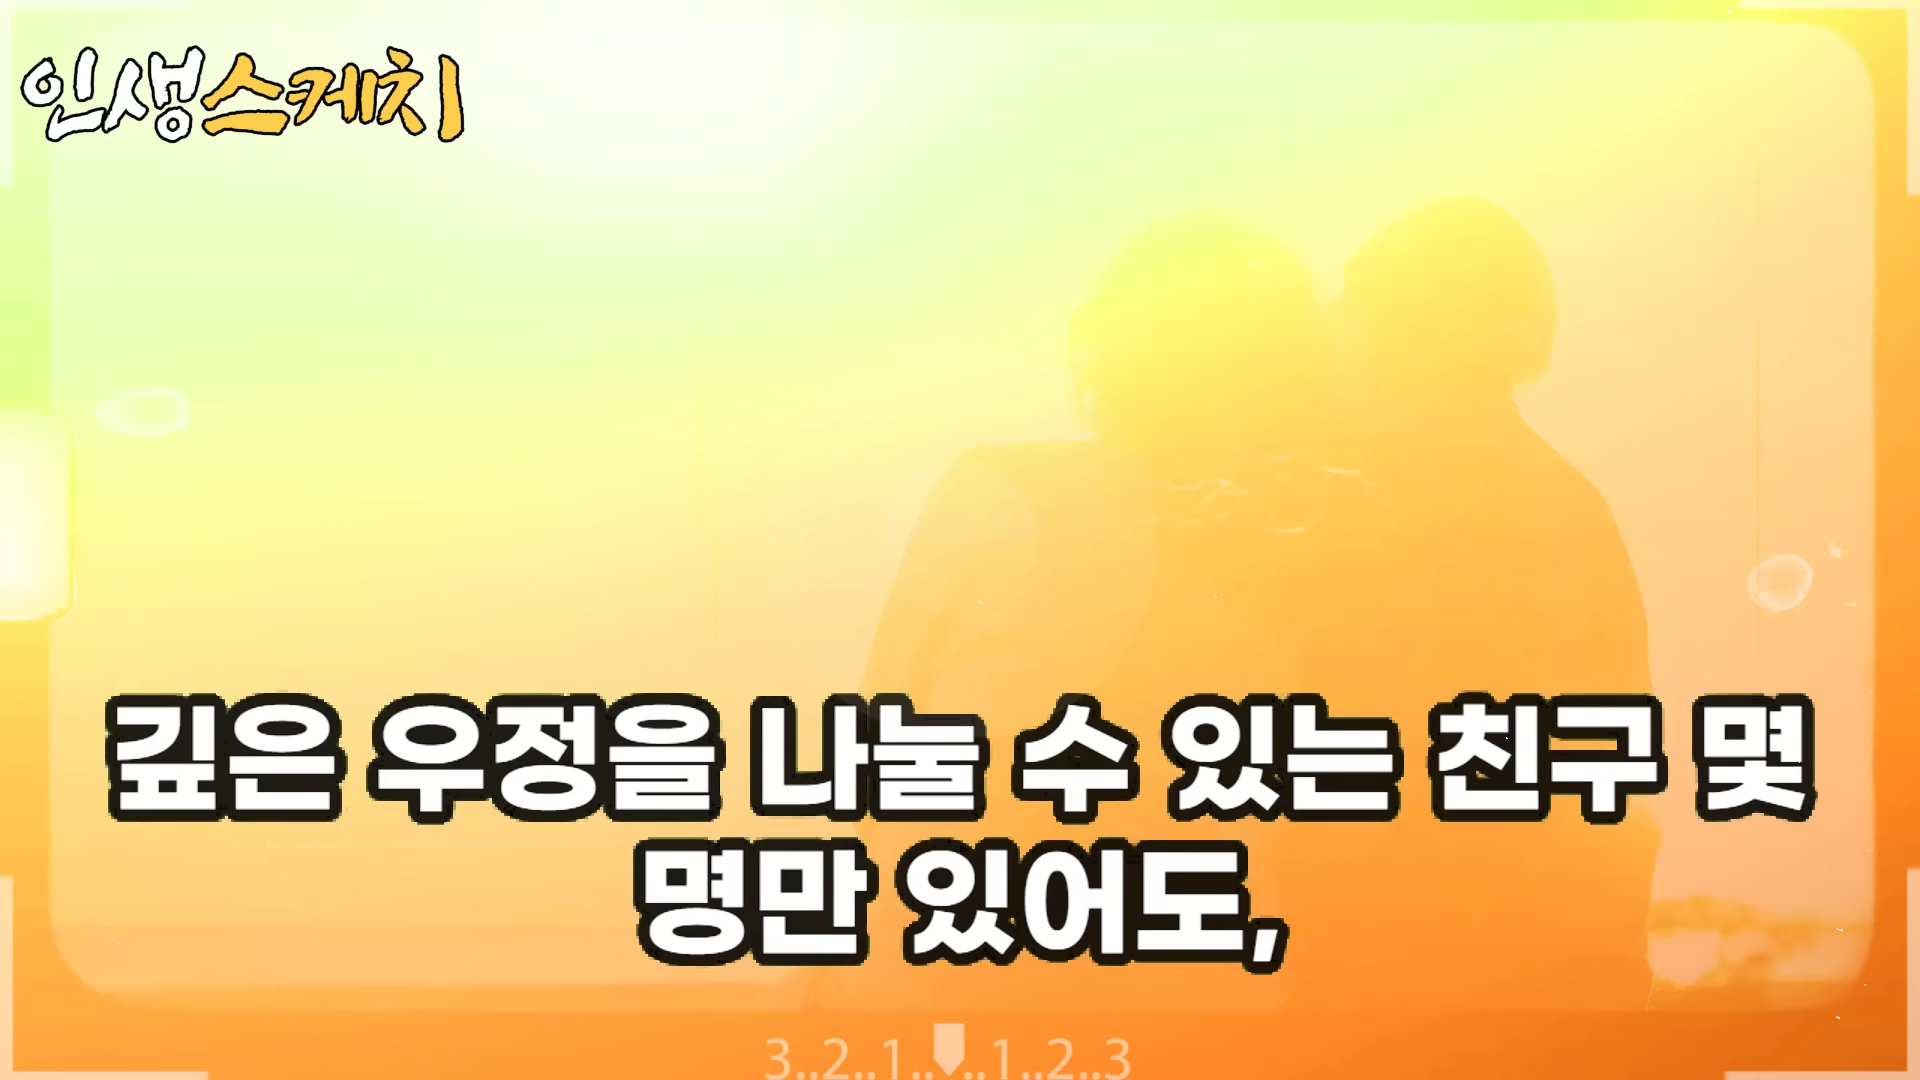 인생스케치
깊은 우정을 나눌 수 있는 친구 몇
명만 있어도,
3..2..1.. ..1..2..3